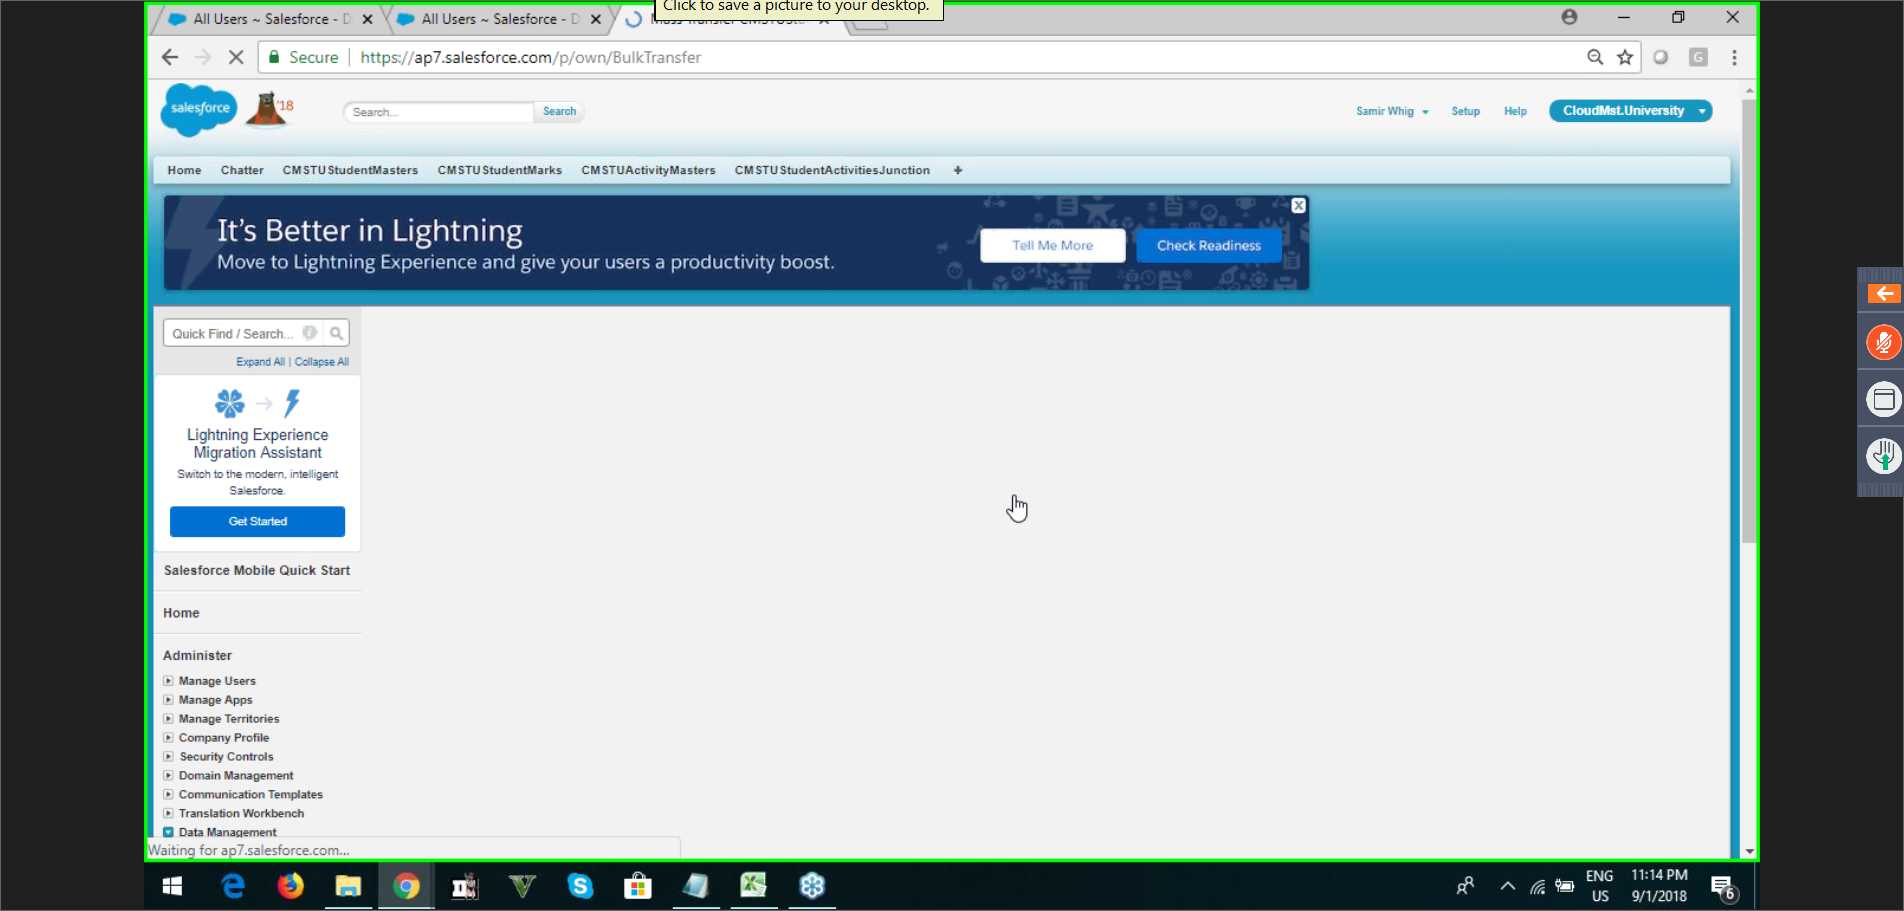 Click to save a picture to your desktop.
All Users ~ Salesforce - D
All Users ~ Salesforce - D
Secure
https://ap7.salesforce.com/p/own/BulkTransfer
G
salesforce
'18
Search...
Search
Samir Whig
Setup
Help
CloudMst.University
Home
Chatter
CMSTUStudentMasters
CMSTUStudentMarks
CMSTUActivityMasters
CMSTUStudentActivitiesJunction
+
It's Better in Lightning
Move to Lightning Experience and give your users a productivity boost.
Tell Me More
Check Readiness
Quick Find / Search...
Expand All | Collapse All
Lightning Experience
Migration Assistant
Switch to the modern, intelligent
Salesforce.
Get Started
Salesforce Mobile Quick Start
Home
Administer
Manage Users
Manage Apps
Manage Territories
Company Profile
Security Controls
Domain Management
Communication Templates
Translation Workbench
Data Management
Waiting for ap7.salesforce.com...
ENG
US
11:14 PM
9/1/2018
6